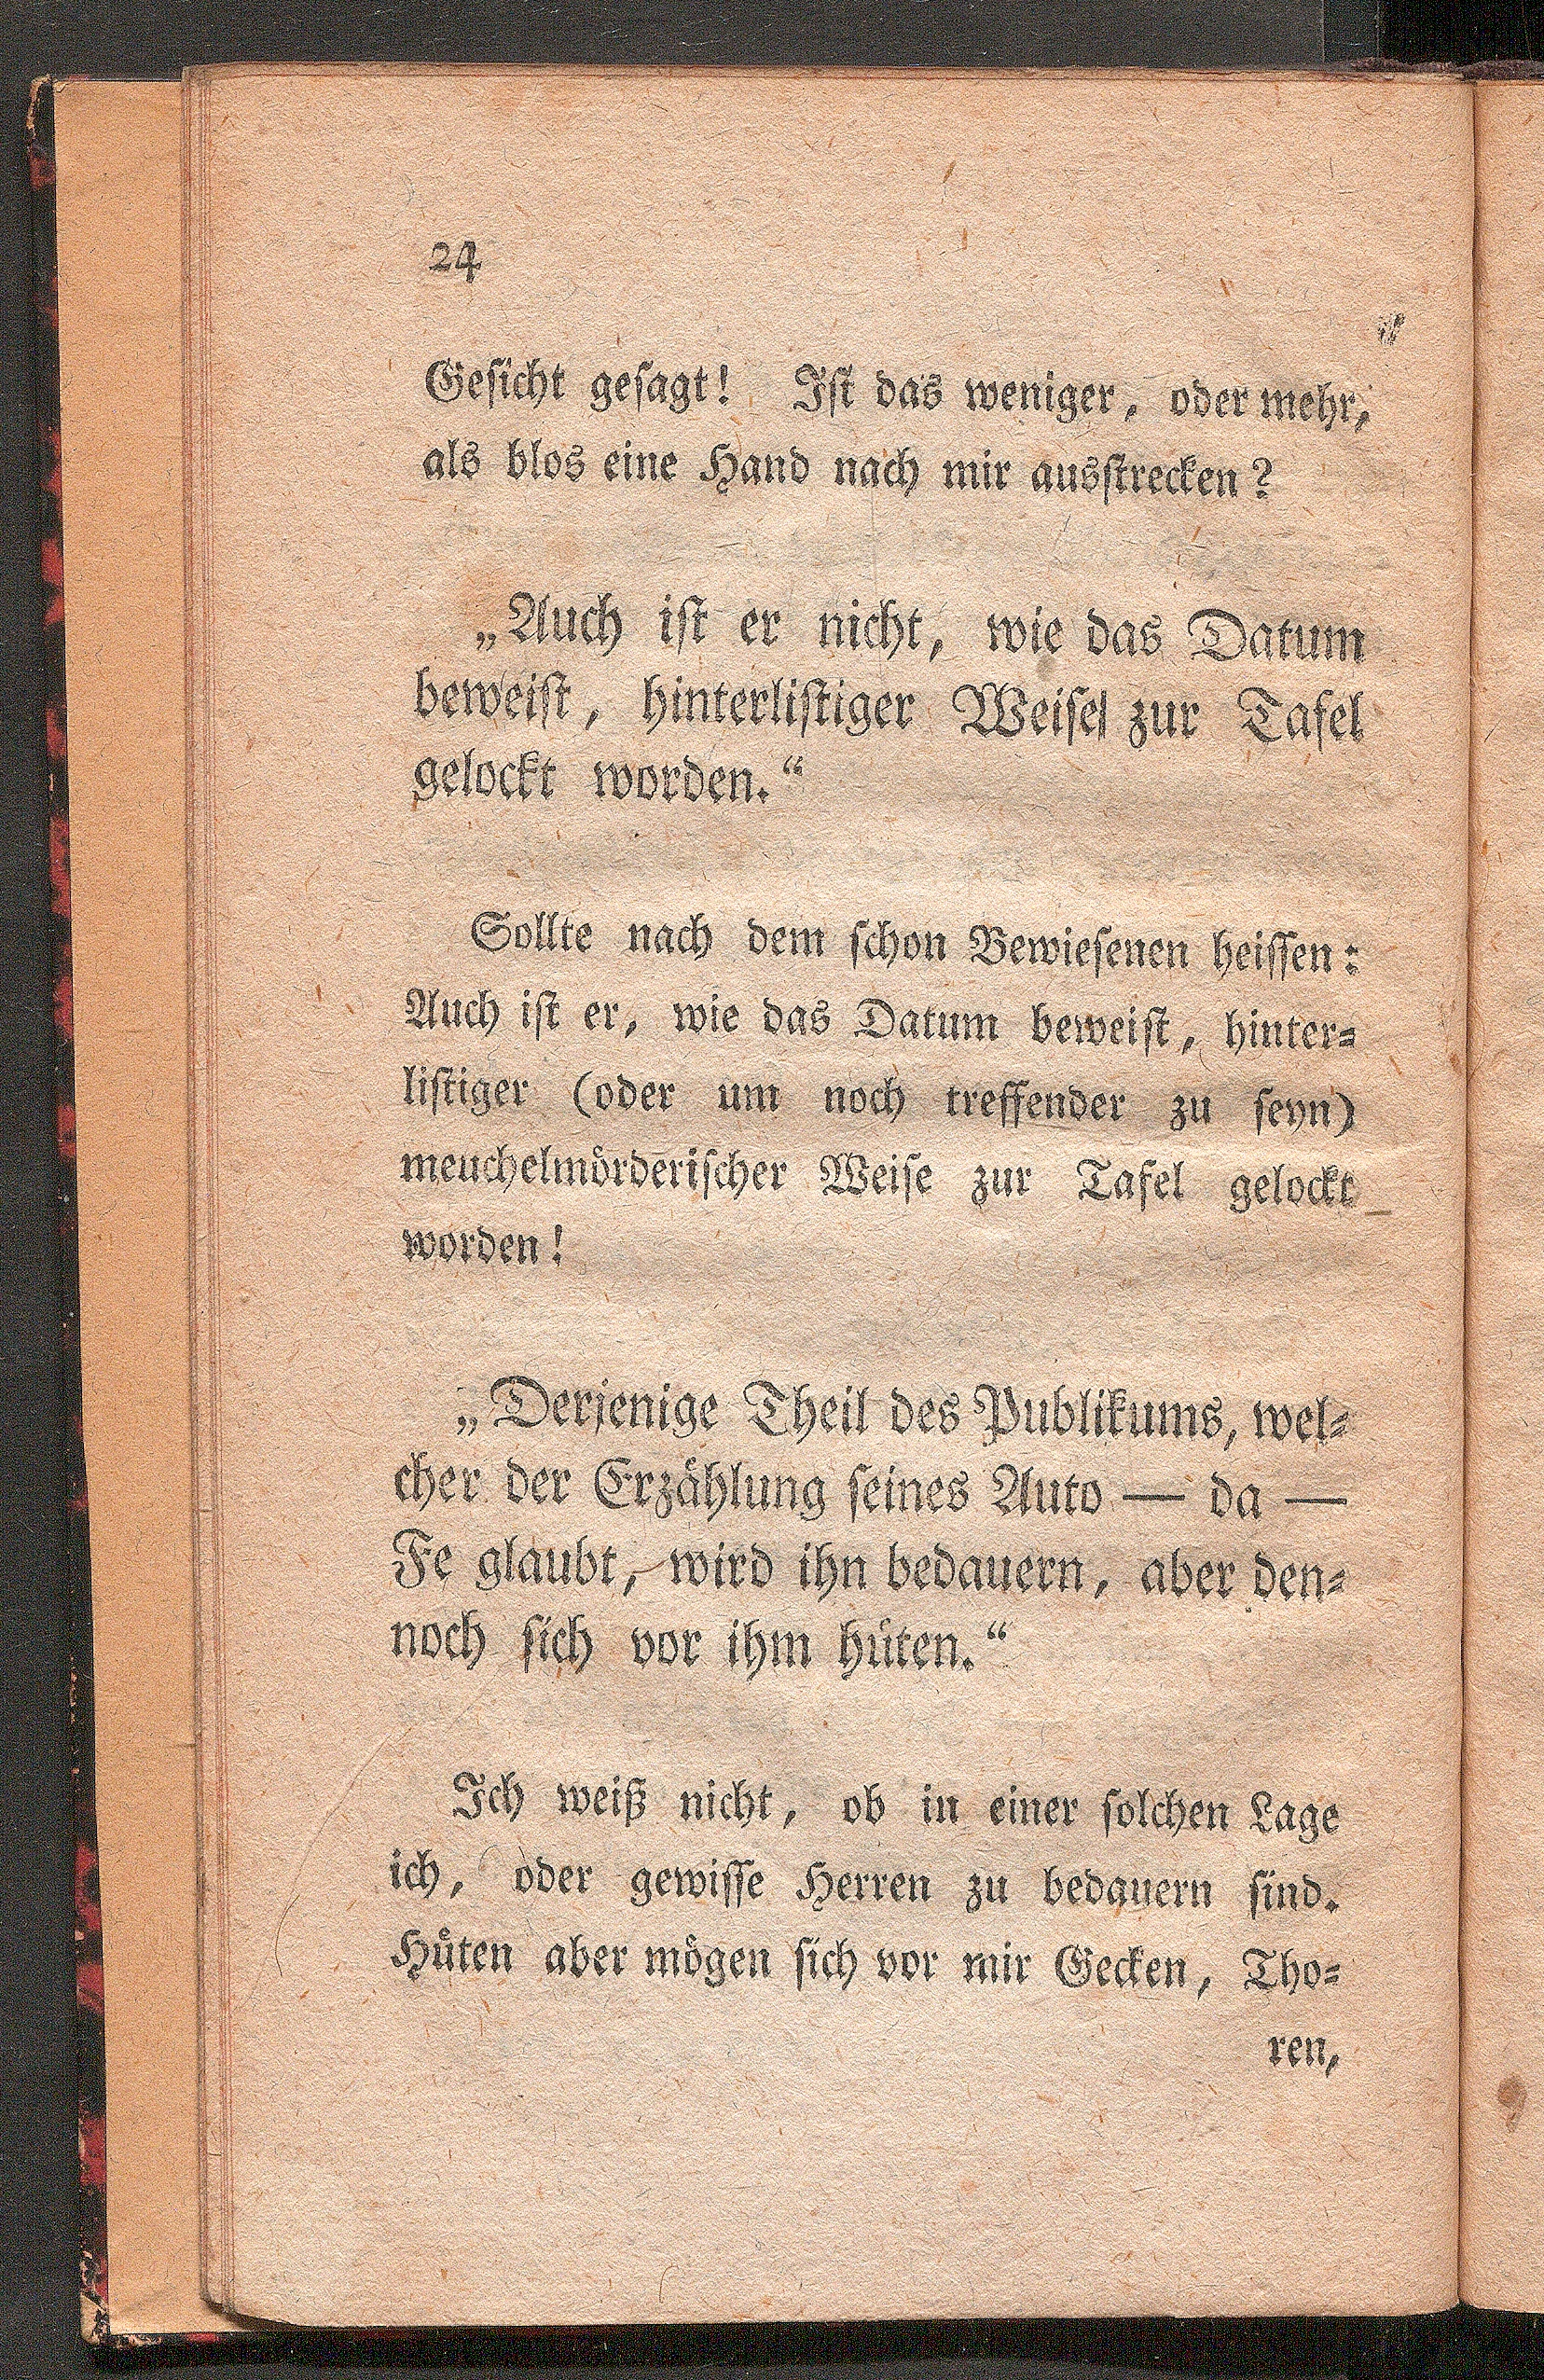 24
Gesicht gesagt! Ist das weniger, oder mehr,
als blos eine Hand nach mir ausstrecken?
„Auch ist er nicht, wie das Datum
beweist, hinterlistiger Weise zur Tafel
gelockt worden.“
Sollte nach dem schon Bewiesenen heissen:
Auch ist er, wie das Datum beweist, hinter-
listiger (oder um noch treffender zu seyn)
meuchelmörderischer Weise zur Tafel gelockt
worden!
„Derjenige Theil des Publikums, wel-
cher der Erzählung seines Auto — da —
Fe glaubt, wird ihn bedauern, aber den-
noch sich vor ihm hüten.“
Ich weiß nicht, ob in einer solchen Lage
ich, oder gewisse Herren zu bedauern sind.
Hüten aber mögen sich vor mir Gecken, Tho-
ren,